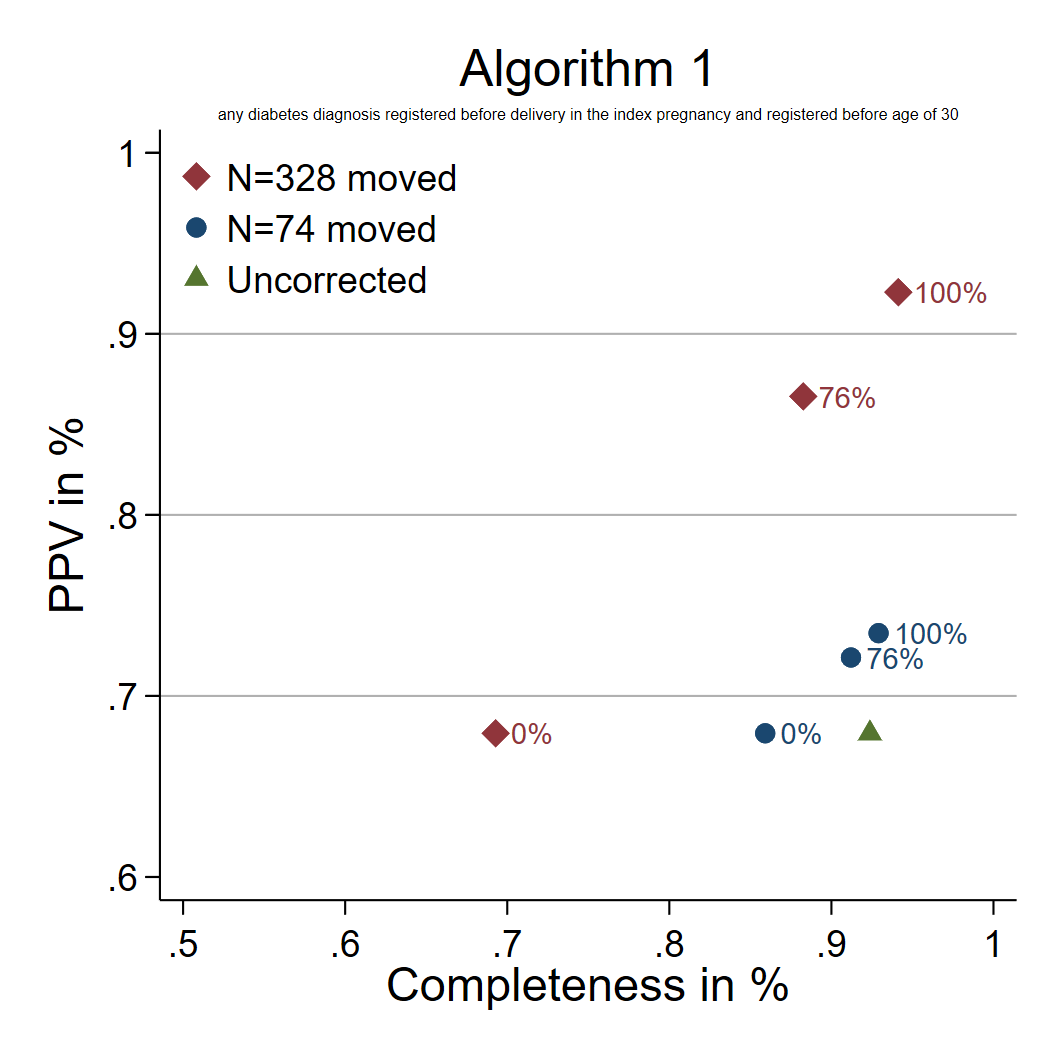 Algorithm 1
any diabetes diagnosis registered before delivery in the index pregnancy and registered before age of 30
1
N=328 moved
N=74 moved
Uncorrected
100%
.9
76%
PPV in %
.8
100%
76%
.7
0%
0%
.6
.5
.6
.7
.8
.9
1
Completeness in %